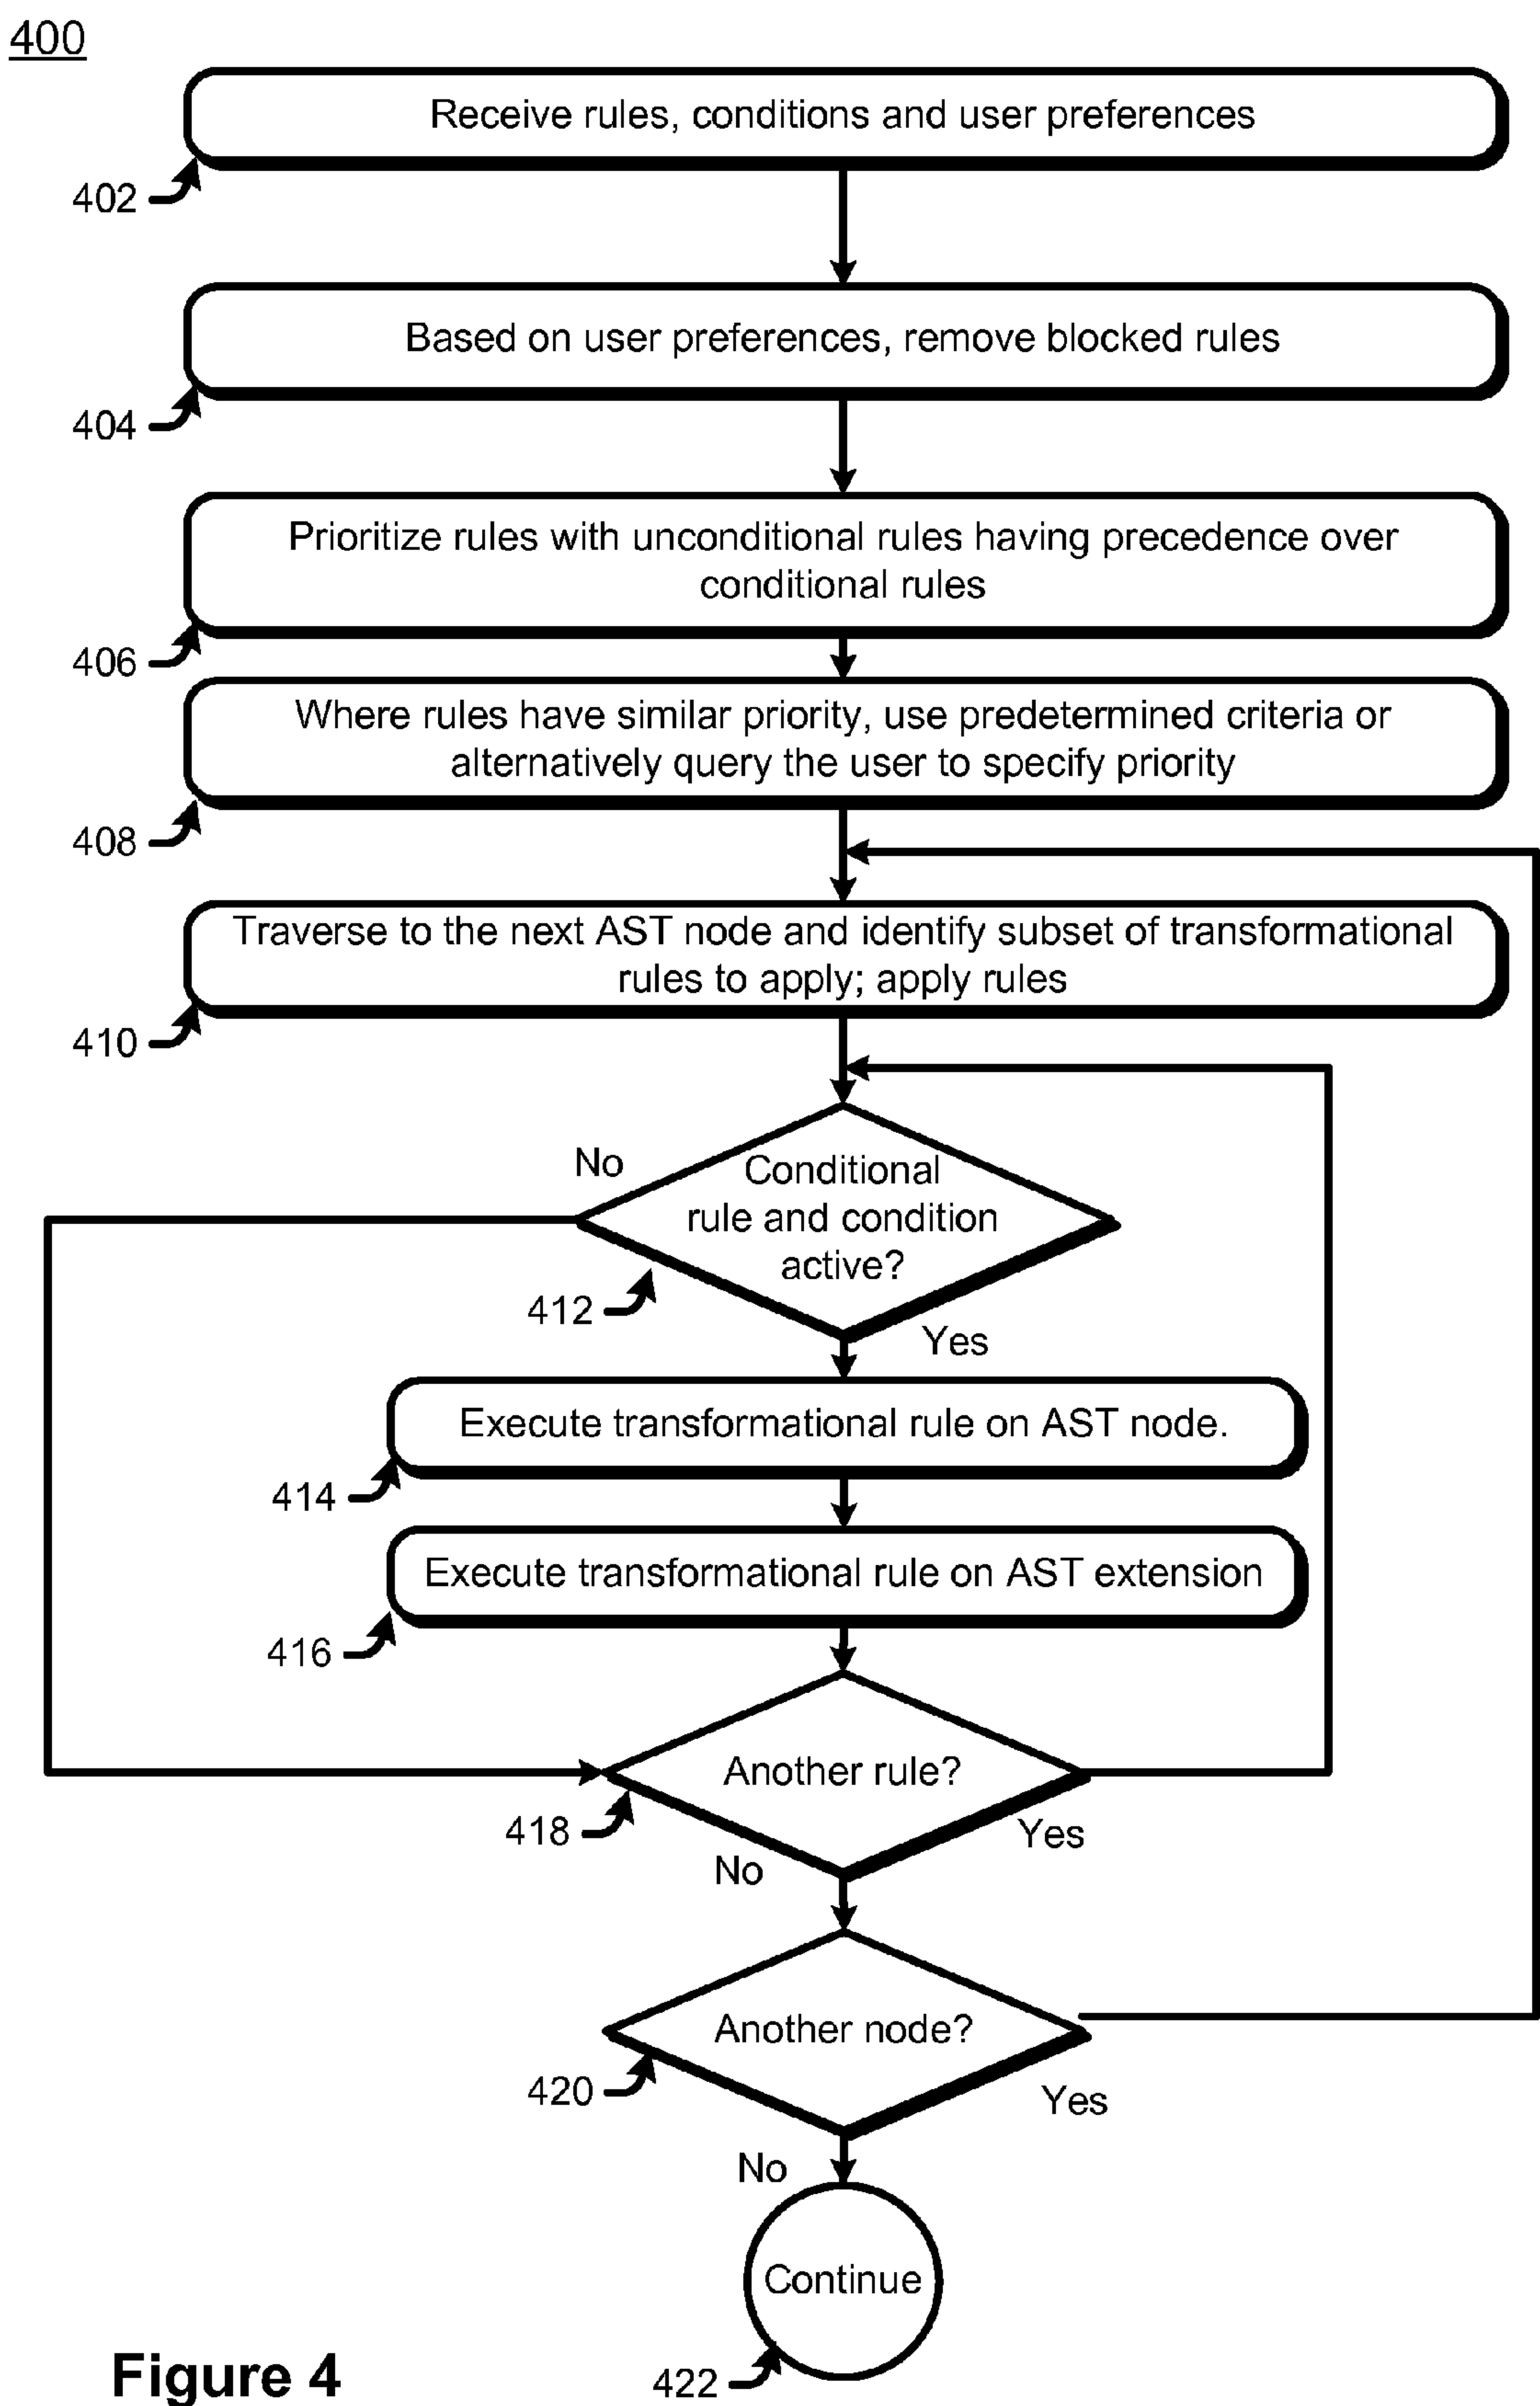 400
Receive rules, conditions and user preferences
402
Based on user preferences, remove blocked rules
404
Prioritize rules with unconditional rules having precedence over
conditional rules
406
Where rules have similar priority, use predetermined criteria or
alternatively query the user to specify priority
408
Traverse to the next AST node and identify subset of transformational
rules to apply; apply rules
410
No
Conditional
rule and condition
active?
412
Yes
Execute transformational rule on AST node.
414
Execute transformational rule on AST extension
416
Another rule?
418
Yes
No
Another node?
420
Yes
No
Continue
422
Figure 4